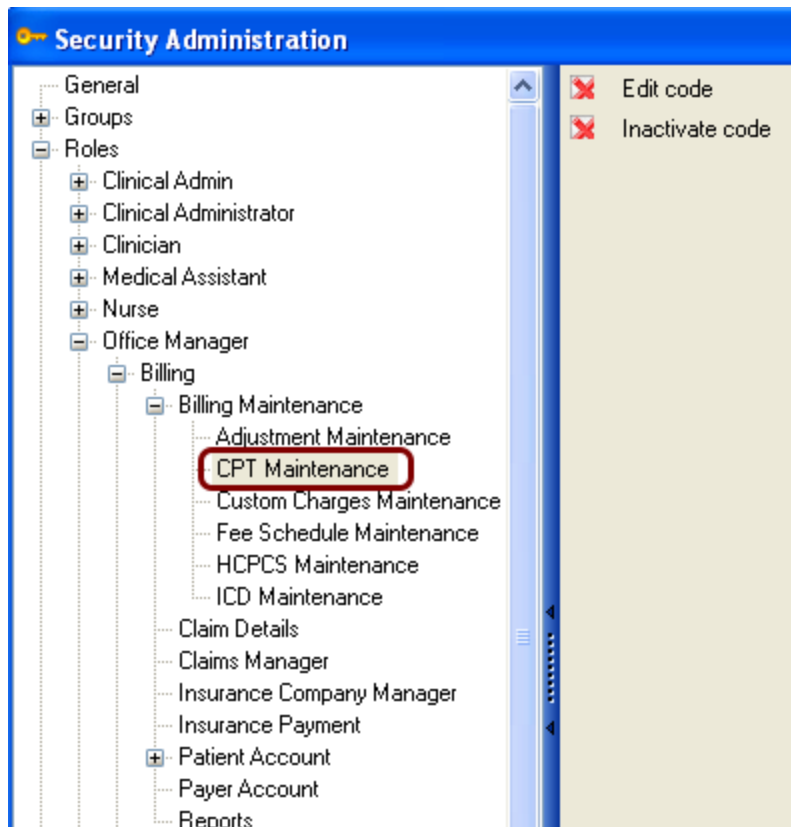 Security Administration
General
Groups
Roles
Clinical Admin
Clinical Administrator
Clinician
Medical Assistant
Nurse
Office Manager
Billing
Billing Maintenance
Adjustment Maintenance
CPT Maintenance
Custom Charges Maintenance
Fee Schedule Maintenance
HCPCS Maintenance
ICD Maintenance
Claim Details
Claims Manager
Insurance Company Manager
Insurance Payment
Patient Account
Payer Account
Reports
Edit code
Inactivate code